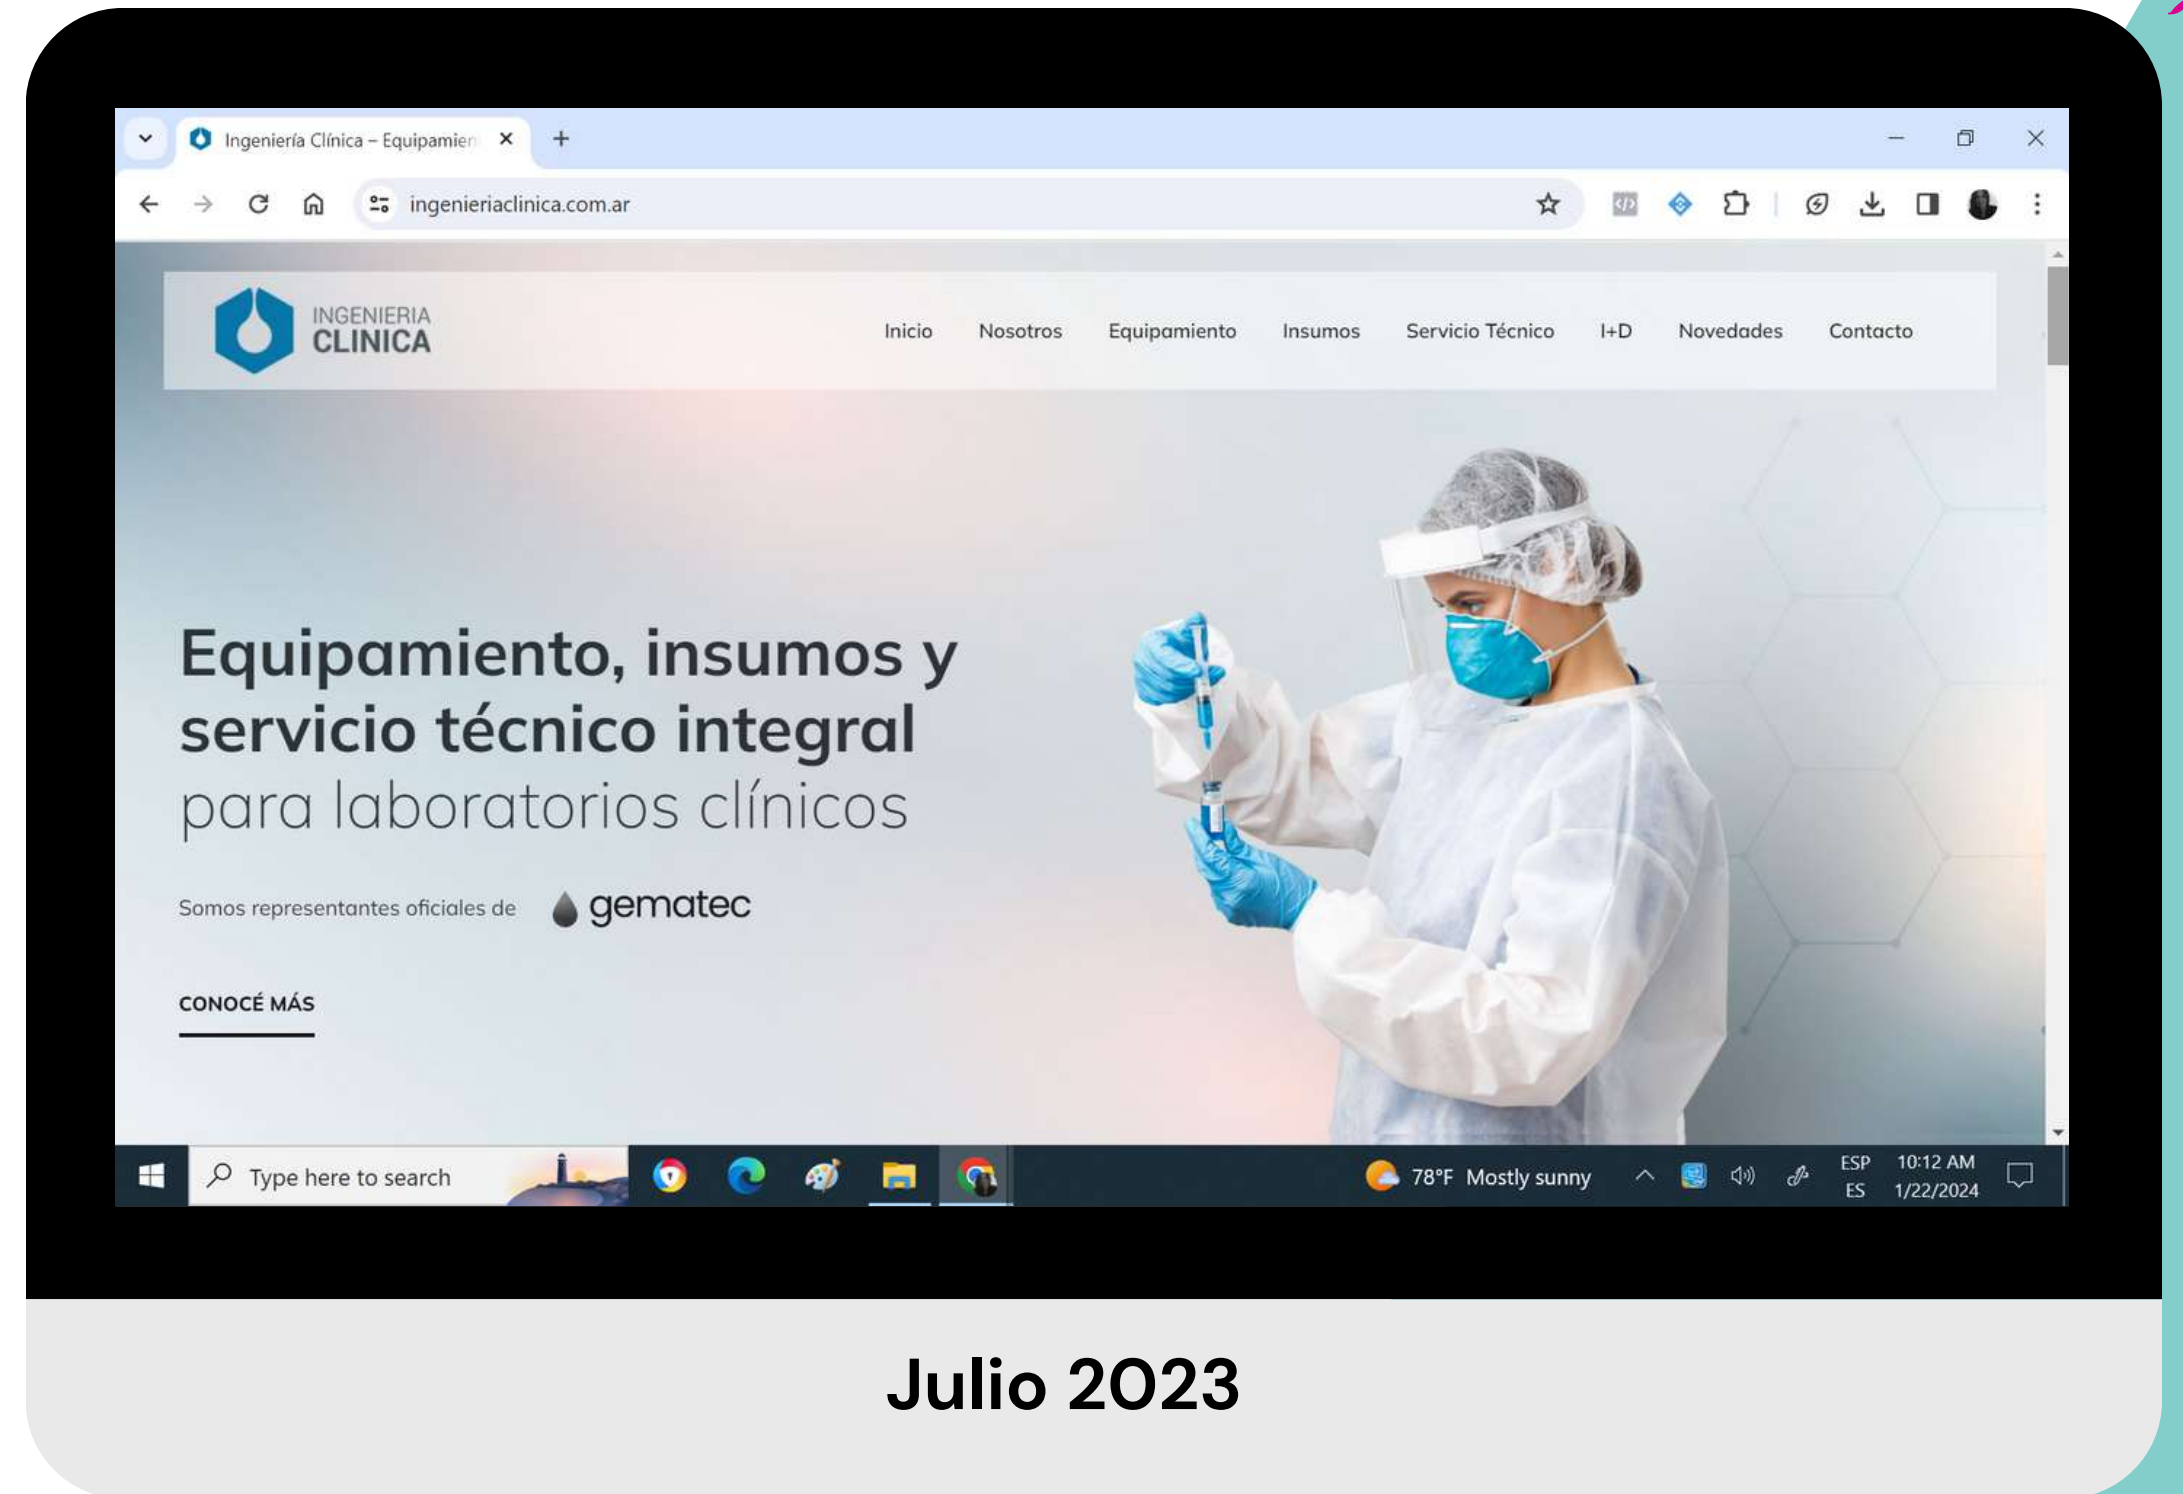 Ingeniería Clínica – Equipamien
ingenieriaclinica.com.ar
INGENIERIA
CLINICA
Inicio Nosotros Equipamiento Insumos Servicio Técnico I+D Novedades Contacto
Equipamiento, insumos y
servicio técnico integral
para laboratorios clínicos
Somos representantes oficiales de gematec
CONOCÉ MÁS
Type here to search
78°F Mostly sunny
ESP
ES
10:12 AM
1/22/2024
Julio 2023